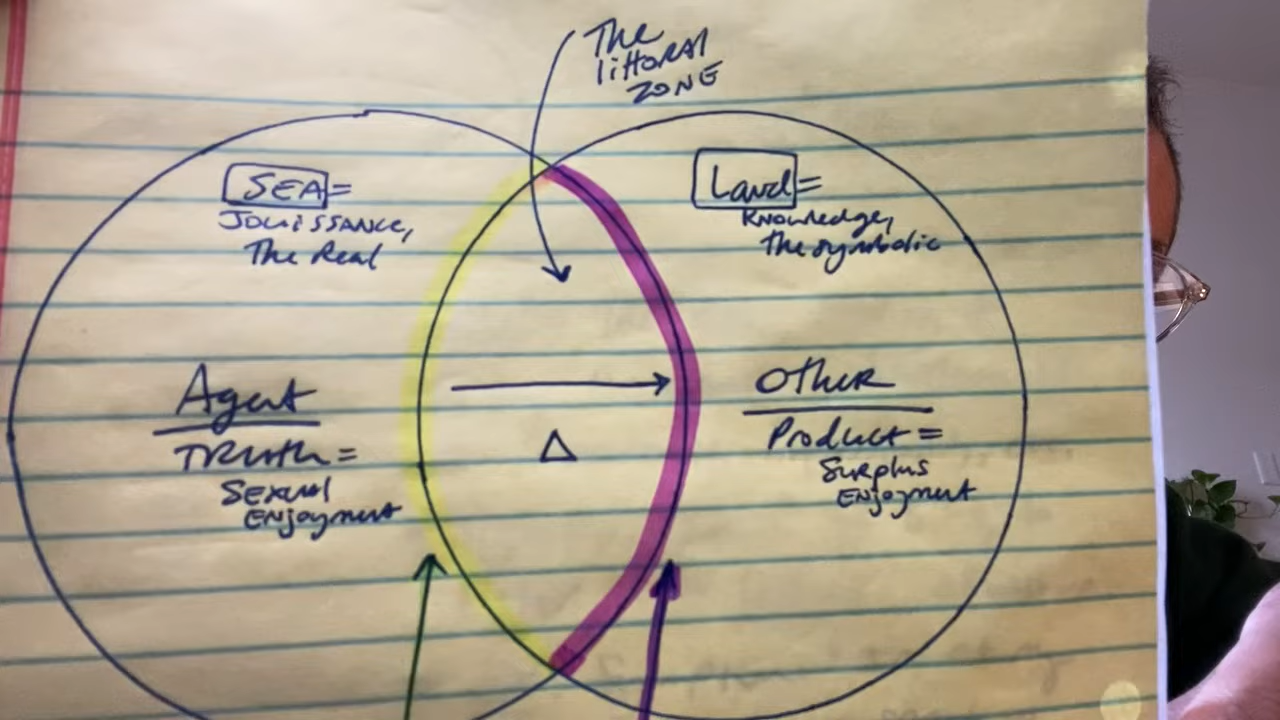 The
littoral
ZONE
SEA=
Jouissance,
The Real
Land=
Knowledge,
The symbolic
Agent
Truth=
Sexual
Enjoyment
Δ
Other
Product=
Surplus
Enjoyment